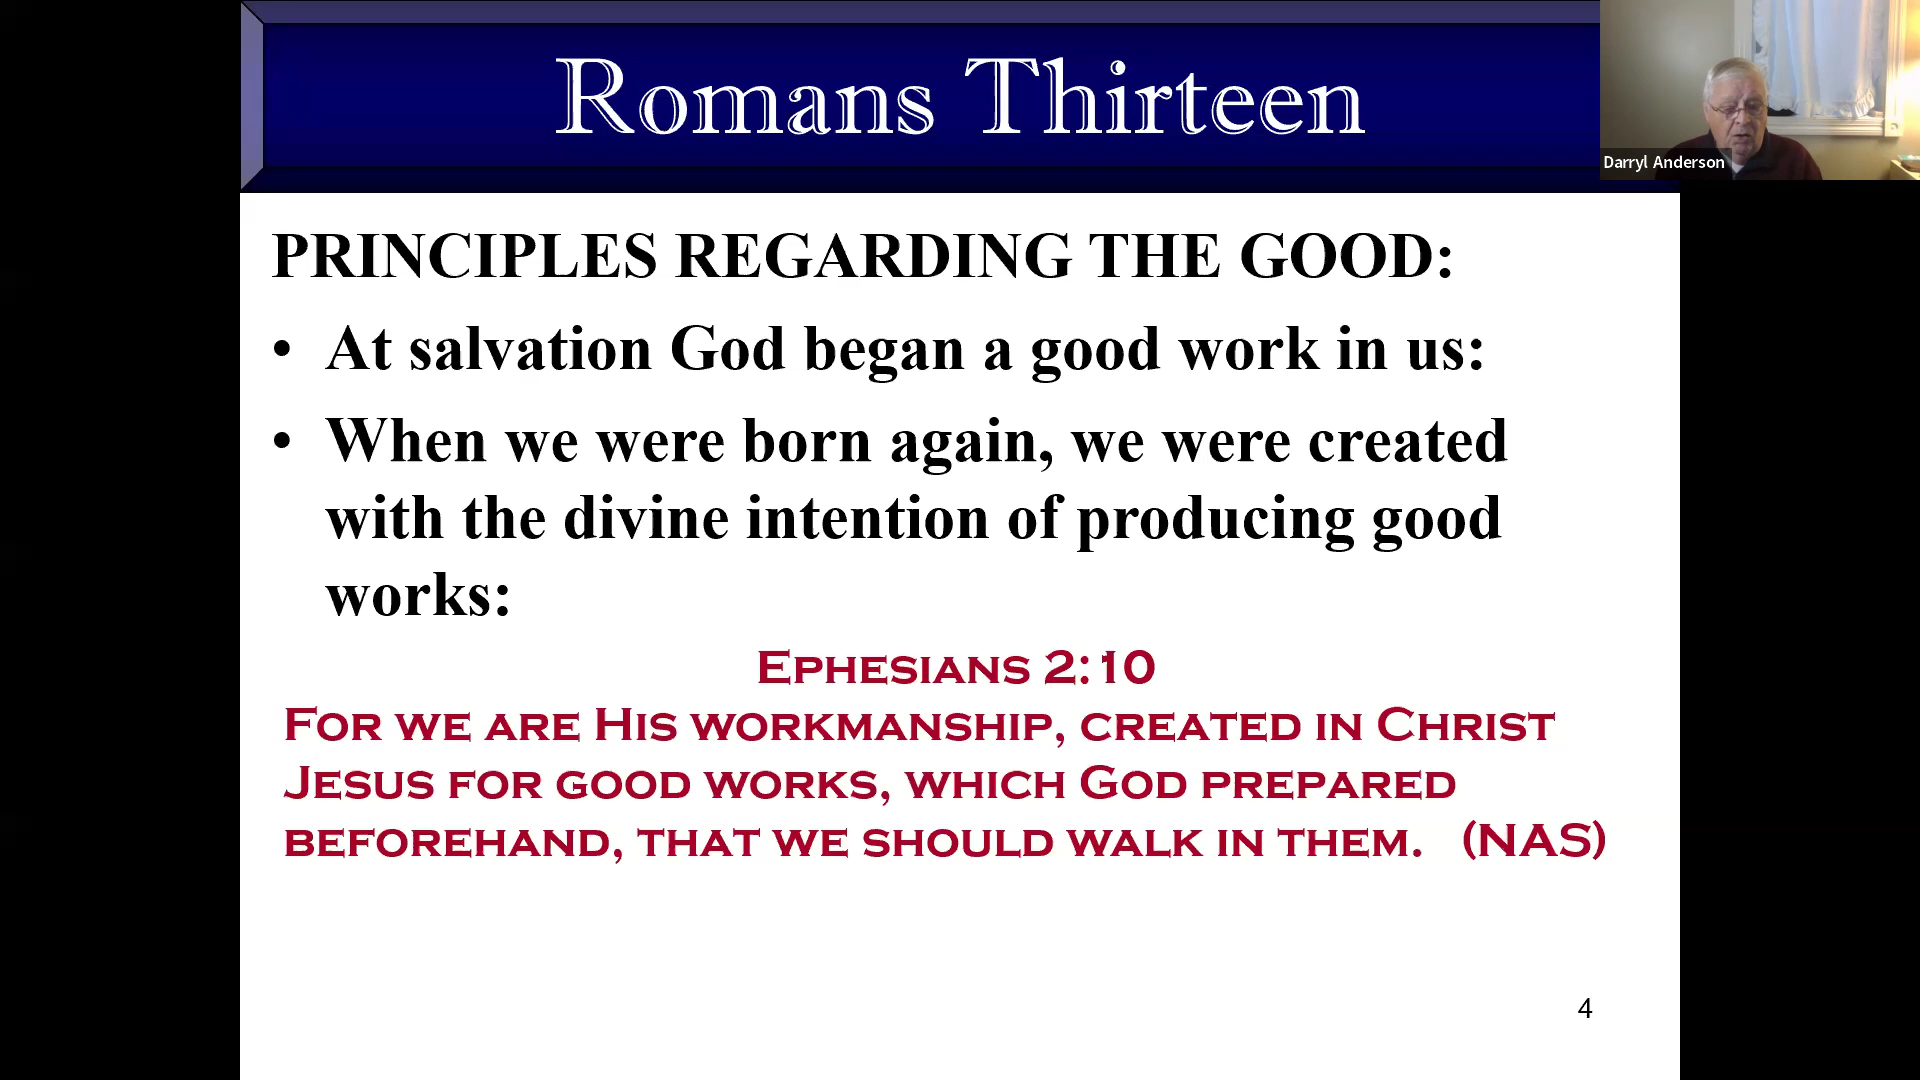 Romans Thirteen
Darryl Anderson
PRINCIPLES REGARDING THE GOOD:
• At salvation God began a good work in us:
• When we were born again, we were created
with the divine intention of producing good
works:
Ephesians 2:10
For we are His workmanship, created in Christ
Jesus for good works, which God prepared
beforehand, that we should walk in them. (NAS)
4